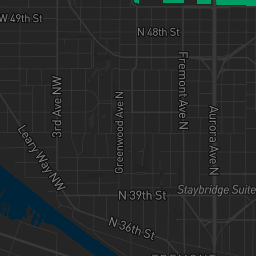 W 49th St
N 48th St
Fremont Ave N
3rd Ave NW
Greenwood Ave N
Aurora Ave N
Leary Way NW
N 39th St
Staybridge Suite
N 36th St